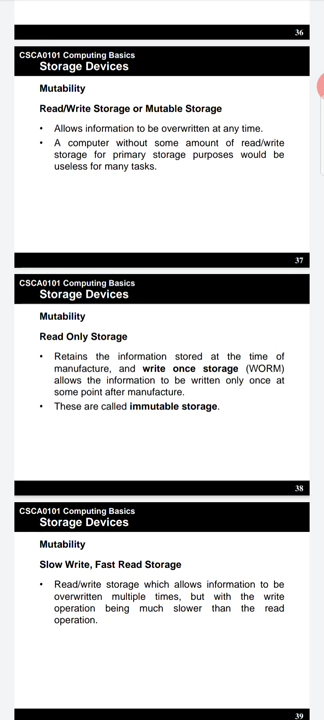 36
CSCA0101 Computing Basics
Storage Devices
Mutability
Read/Write Storage or Mutable Storage
• Allows information to be overwritten at any time.
• A computer without some amount of read/write
storage for primary storage purposes would be
useless for many tasks.
37
CSCA0101 Computing Basics
Storage Devices
Mutability
Read Only Storage
• Retains the information stored at the time of
manufacture, and write once storage (WORM)
allows the information to be written only once at
some point after manufacture.
• These are called immutable storage.
38
CSCA0101 Computing Basics
Storage Devices
Mutability
Slow Write, Fast Read Storage
• Read/write storage which allows information to be
overwritten multiple times, but with the write
operation being much slower than the read
operation.
39